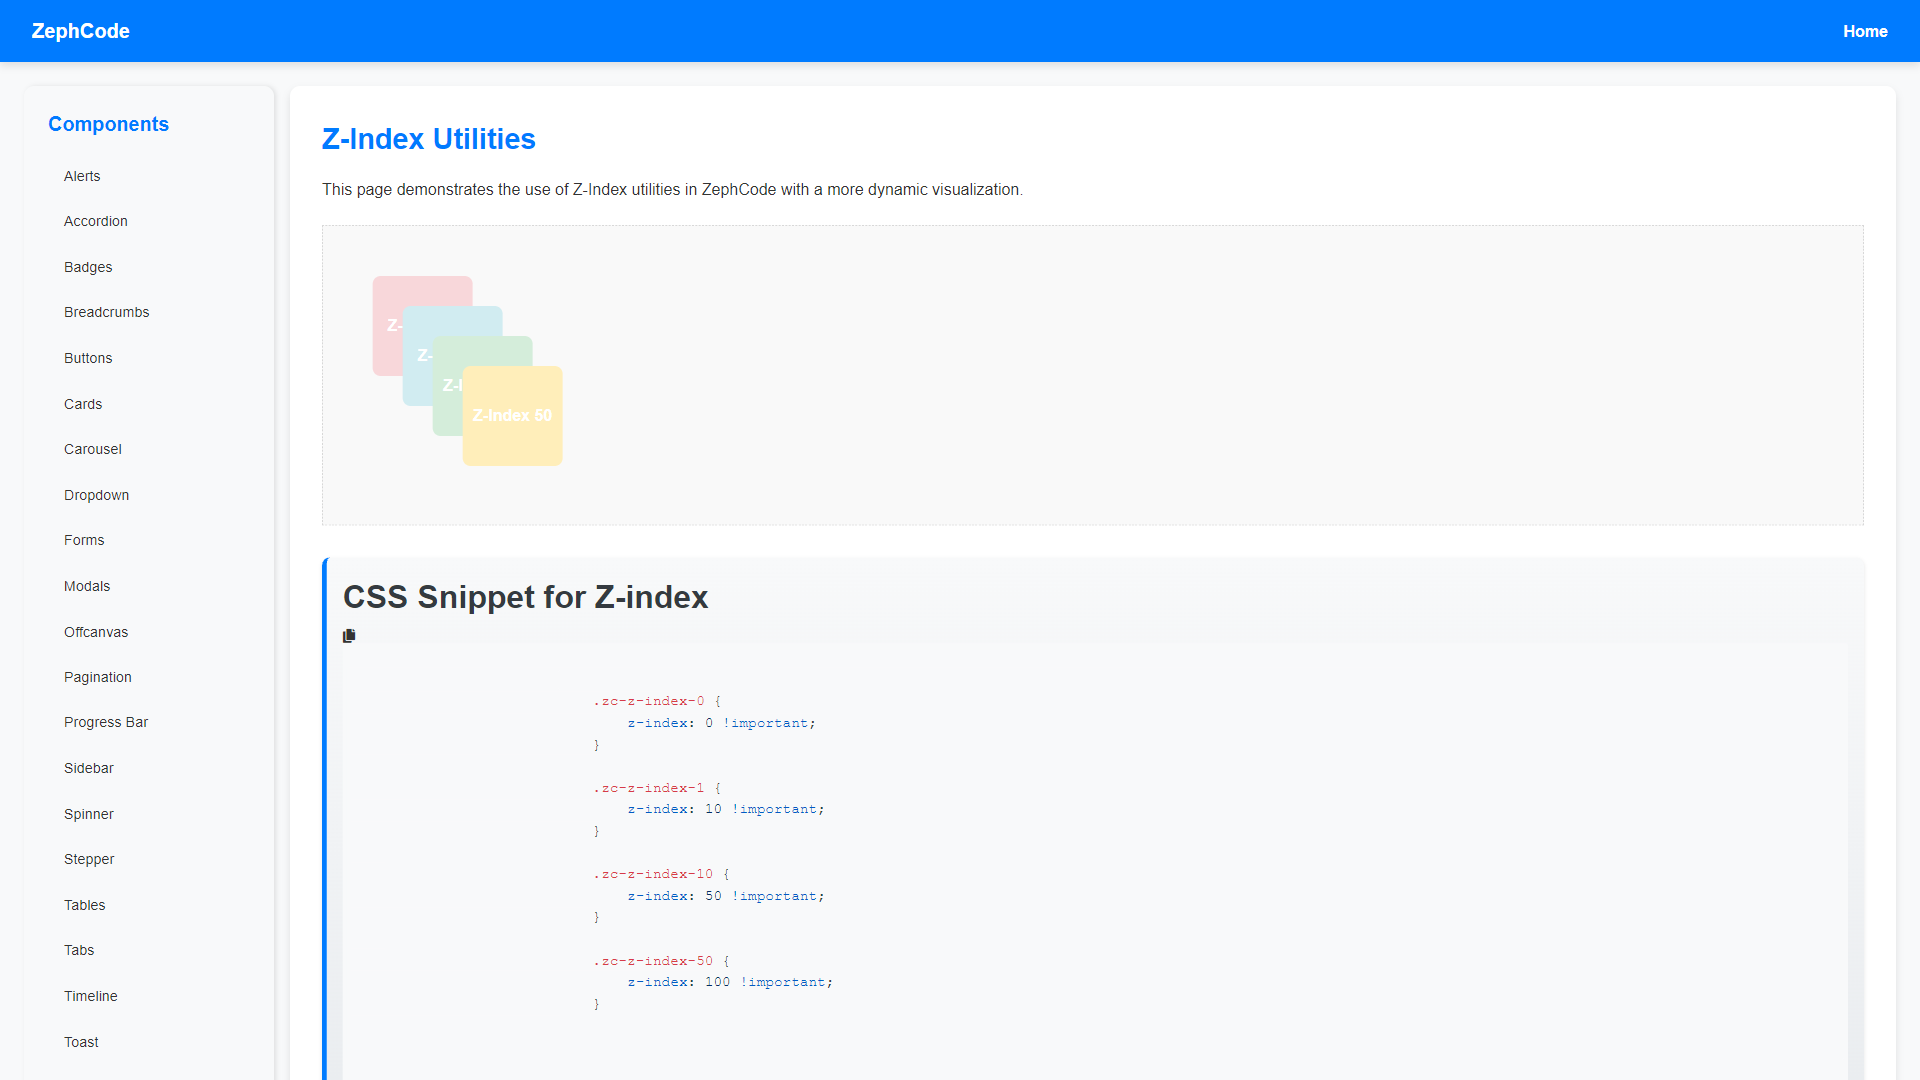 ZephCode
Home
Components
Alerts
Accordion
Badges
Breadcrumbs
Buttons
Cards
Carousel
Dropdown
Forms
Modals
Offcanvas
Pagination
Progress Bar
Sidebar
Spinner
Stepper
Tables
Tabs
Timeline
Toast
Z-Index Utilities
This page demonstrates the use of Z-Index utilities in ZephCode with a more dynamic visualization.
Z-
Z-
Z-I
Z-Index 50
CSS Snippet for Z-index
.zc-z-index-0 {
    z-index: 0 !important;
}
.zc-z-index-1 {
    z-index: 10 !important;
}
.zc-z-index-10 {
    z-index: 50 !important;
}
.zc-z-index-50 {
    z-index: 100 !important;
}